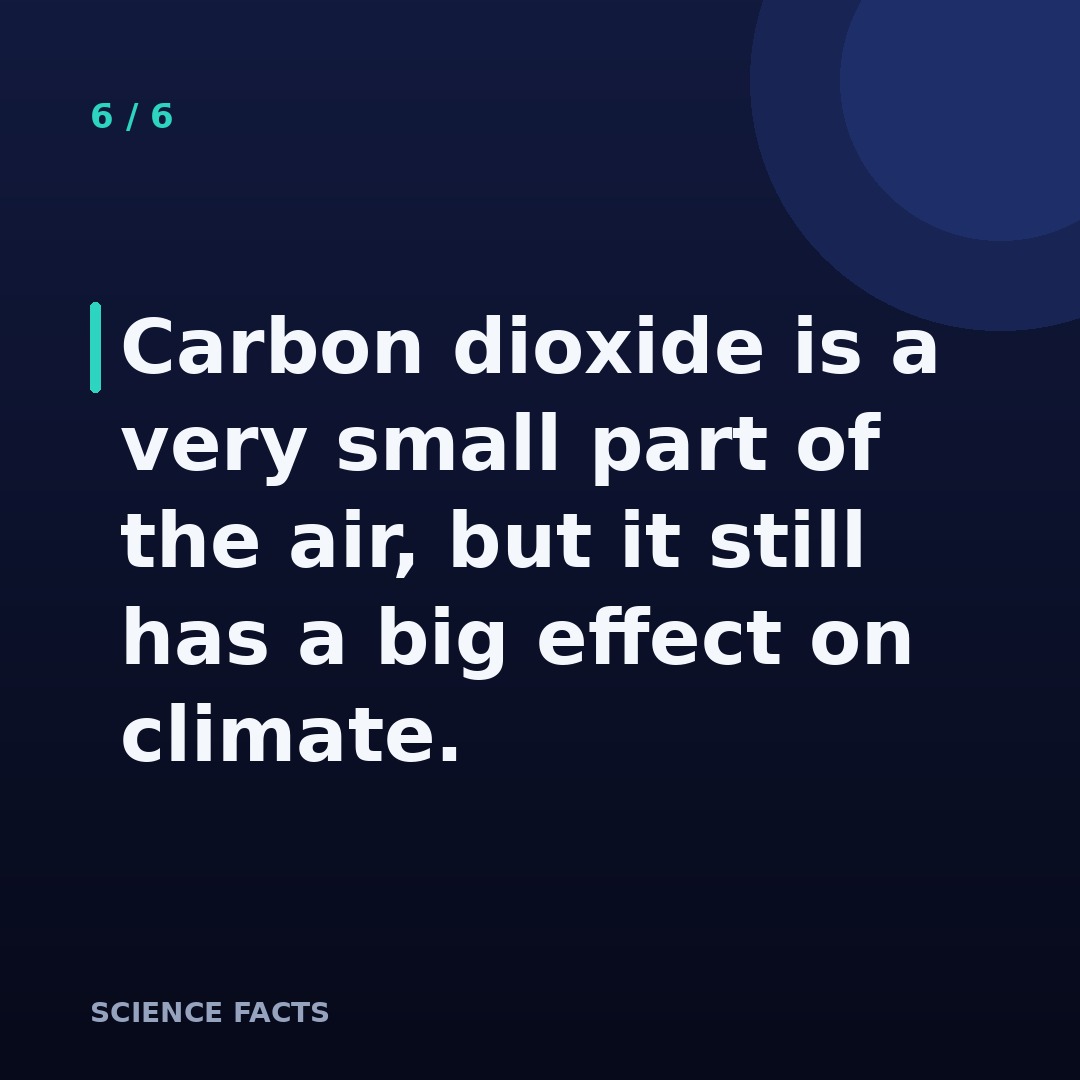 6 / 6
Carbon dioxide is a
very small part of
the air, but it still
has a big effect on
climate.
SCIENCE FACTS